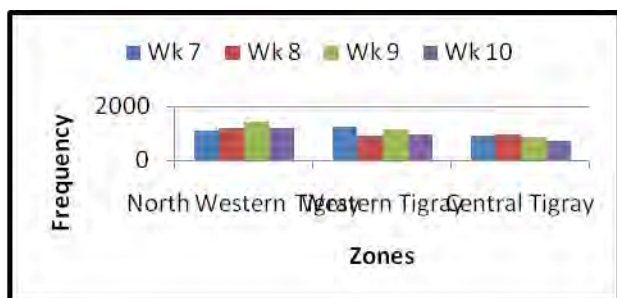 Wk 7 Wk 8 Wk 9 Wk 10
2000
0
Frequency
North Western Tigray Western Tigray Central Tigray
Zones